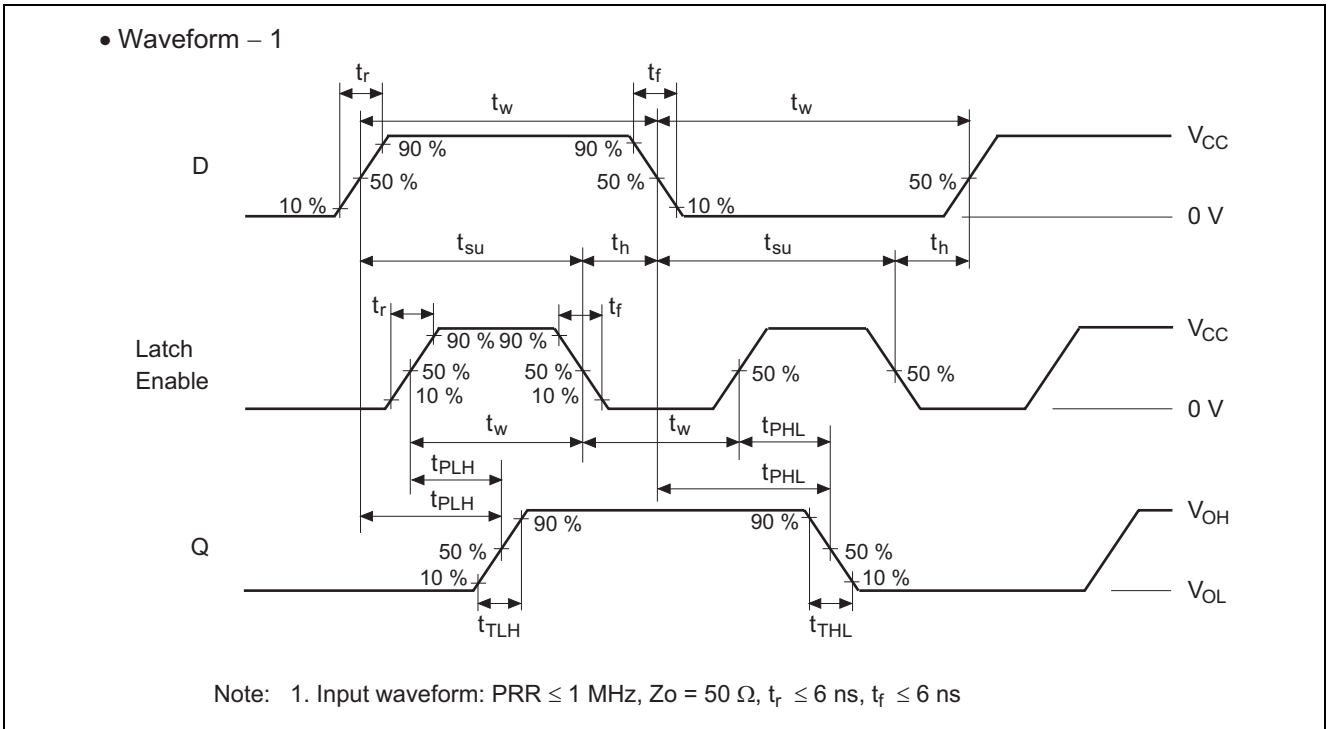 • Waveform – 1
tr
tf
tw
tw
D
90 %
90 %
VCC
50 %
50 %
50 %
10 %
10 %
0 V
tsu
th
tsu
th
tr
tf
Latch
Enable
90 %
90 %
VCC
50 %
50 %
50 %
50 %
10 %
10 %
0 V
tw
tw
tPHL
tPLH
tPHL
tPLH
Q
90 %
90 %
VOH
50 %
50 %
10 %
10 %
VOL
tTLH
tTHL
Note: 1. Input waveform: PRR ≤ 1 MHz, Zo = 50 Ω, tr ≤ 6 ns, tf ≤ 6 ns